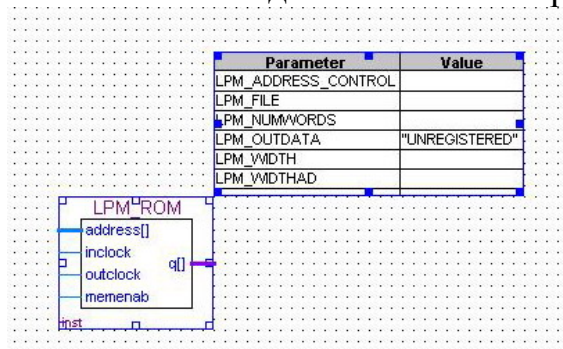 Parameter Value
LPM_ADDRESS_CONTROL
LPM_FILE
LPM_NUMWORDS
LPM_OUTDATA "UNREGISTERED"
LPM_WIDTH
LPM_WIDTHAD
LPM_ROM
address[]
inclock
q[]
outclock
memenab
inst